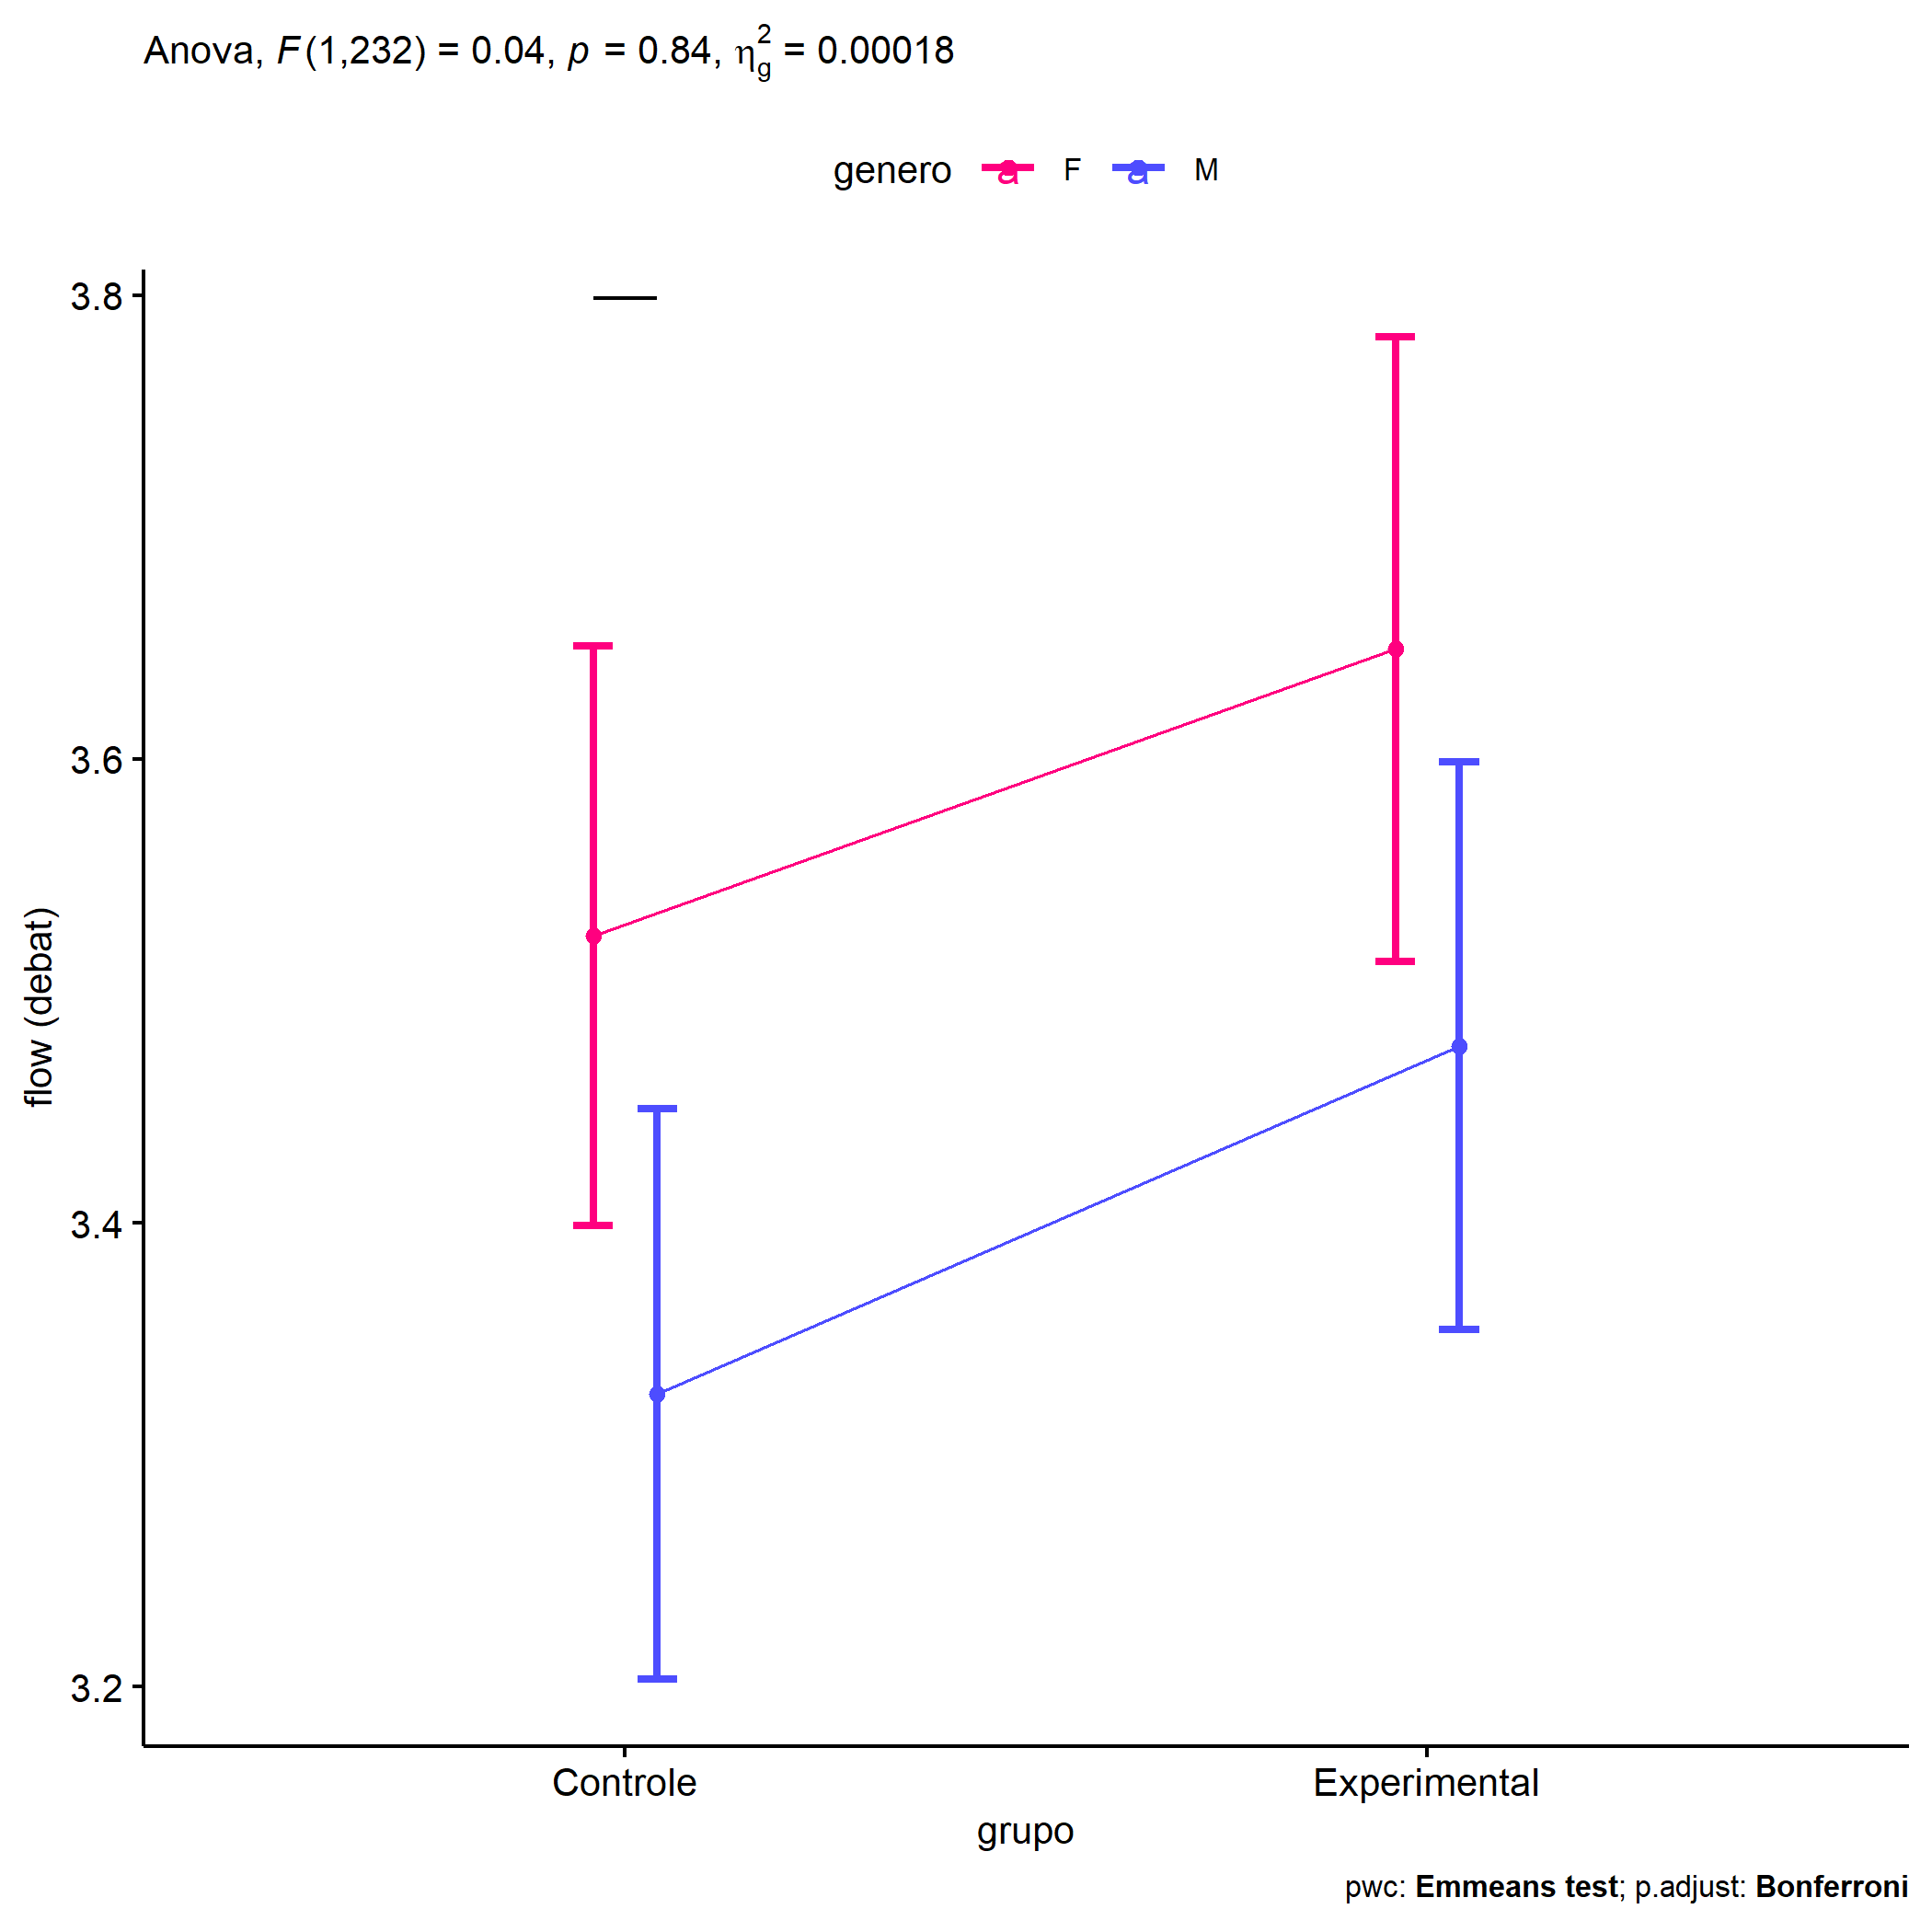 Anova, F(1,232) = 0.04, p = 0.84, η²g = 0.00018
genero a F a M
3.8
3.6
3.4
3.2
flow (debat)
Controle Experimental
grupo
pwc: Emmeans test; p.adjust: Bonferroni